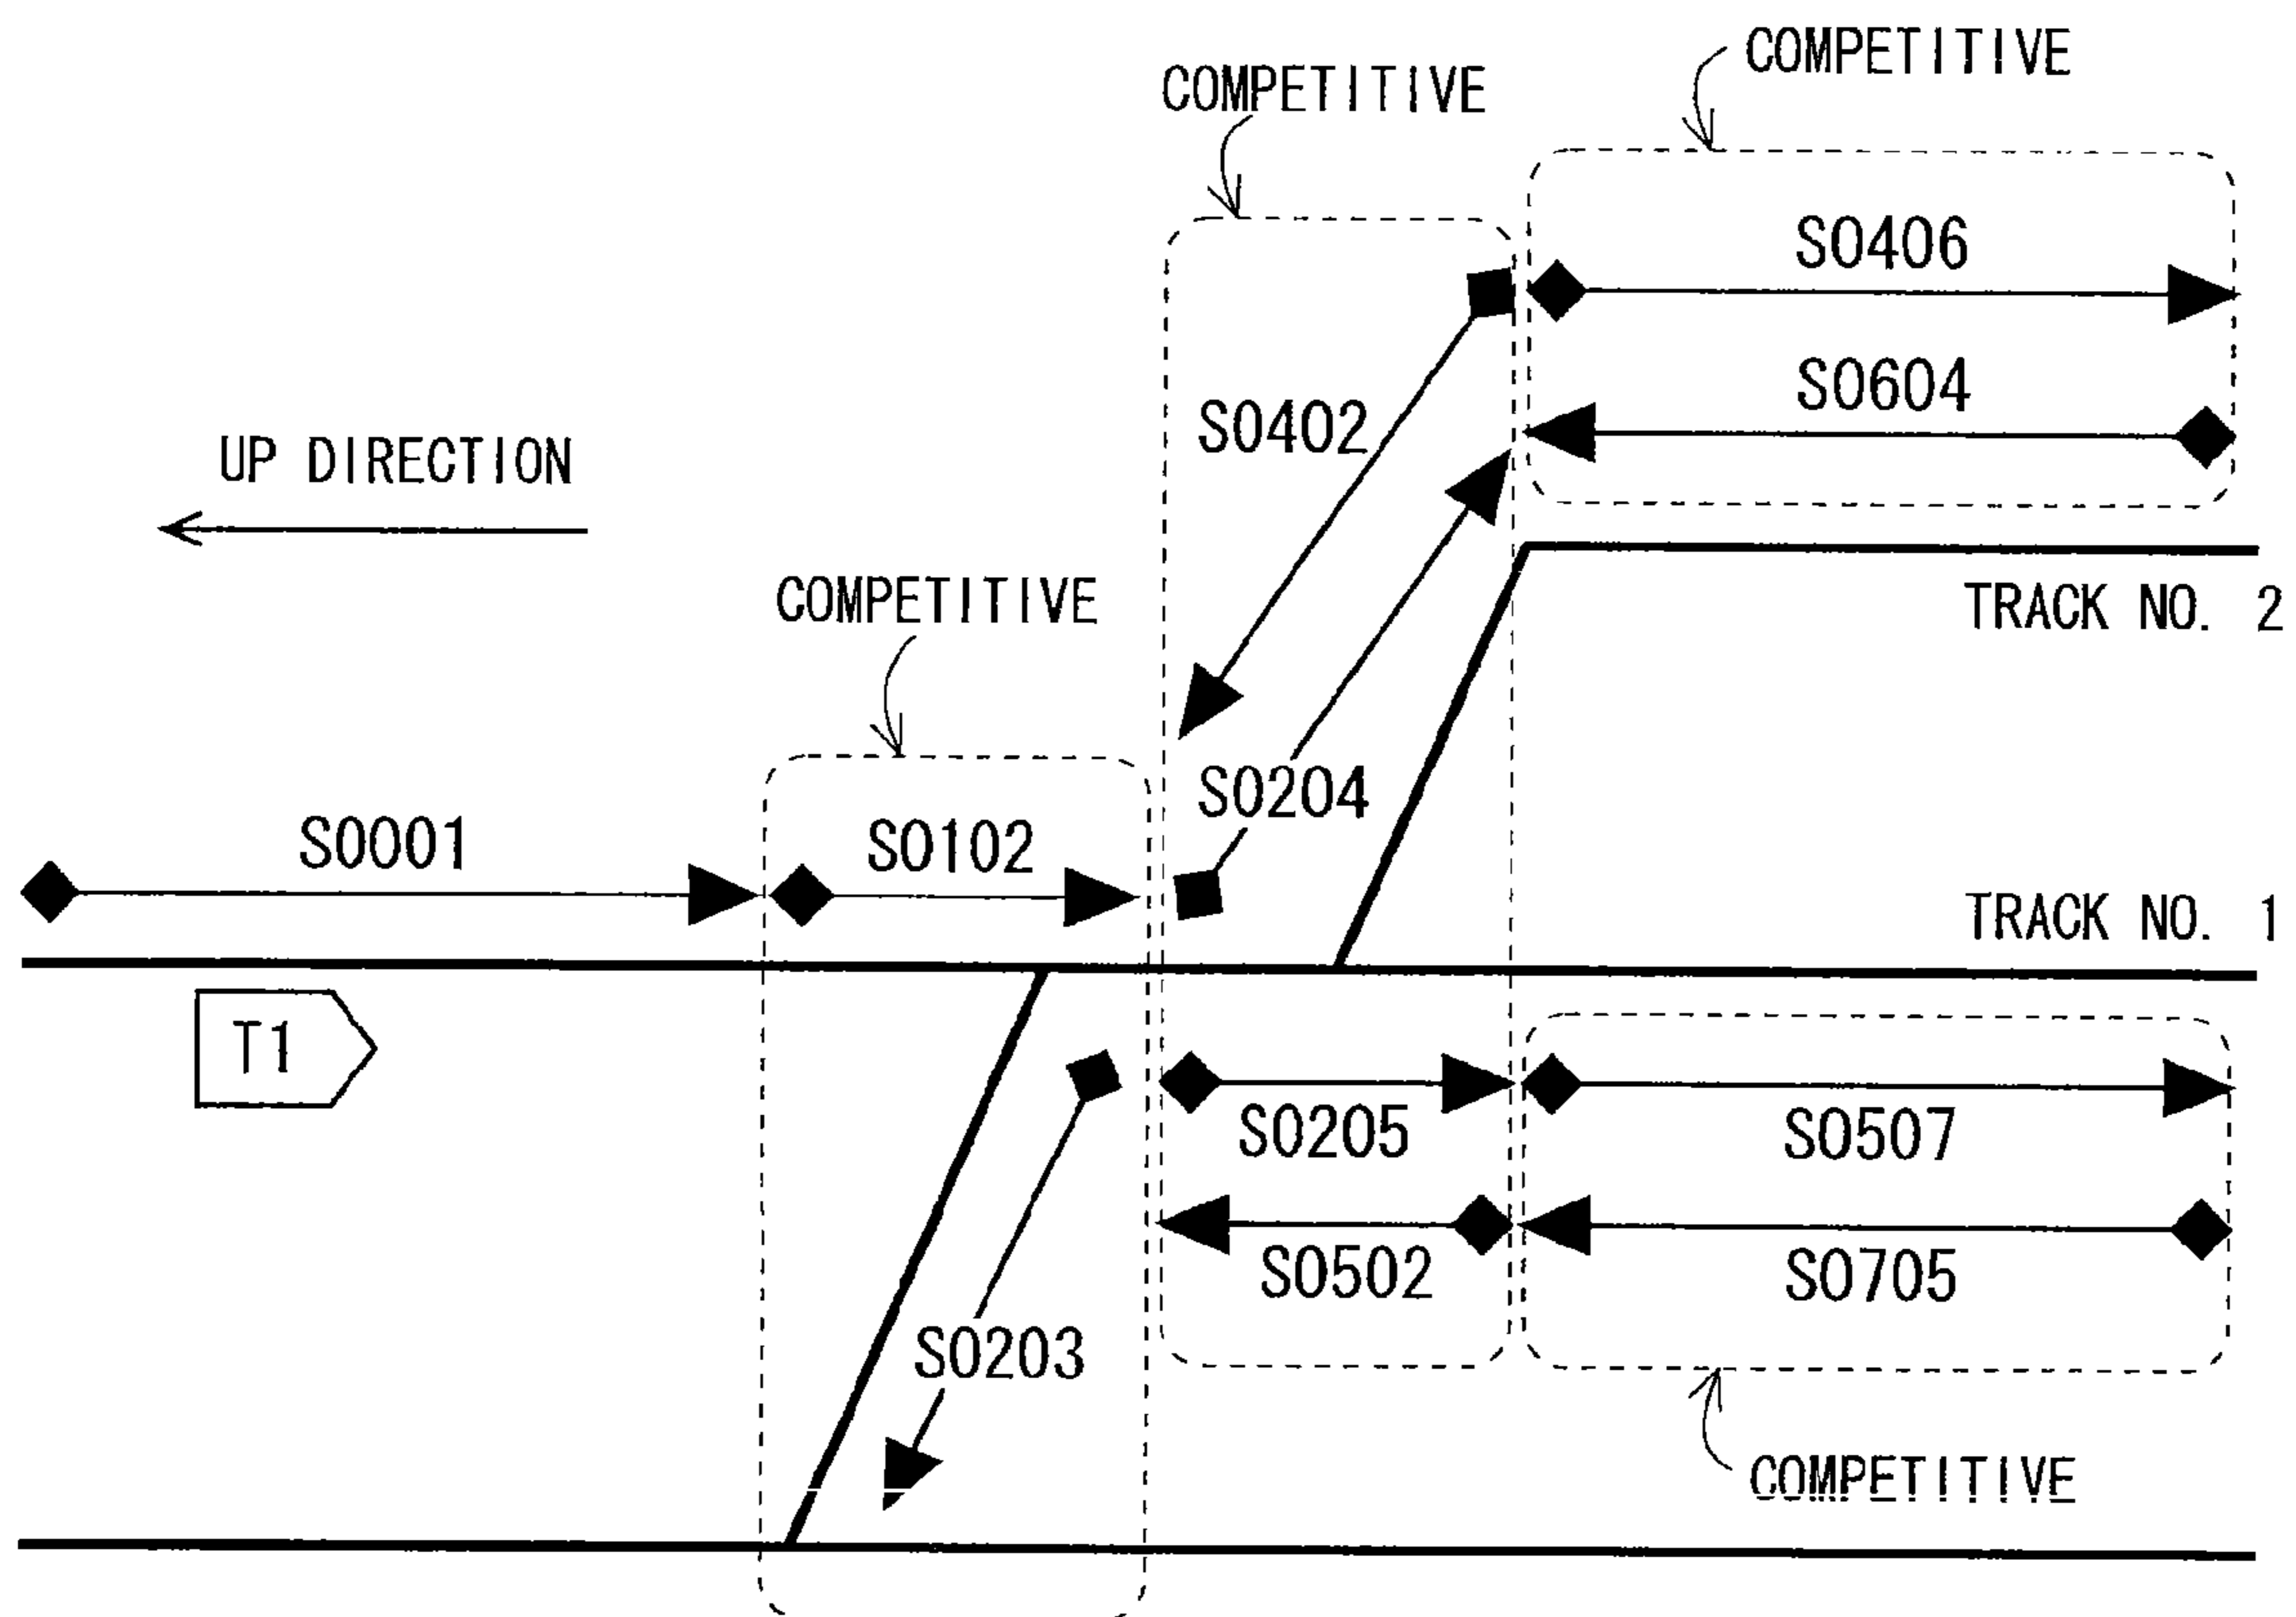 COMPETITIVE
COMPETITIVE
S0406
S0604
S0402
UP DIRECTION
COMPETITIVE
TRACK NO. 2
S0204
S0001
S0102
TRACK NO. 1
T1
S0205
S0507
S0502
S0705
S0203
COMPETITIVE